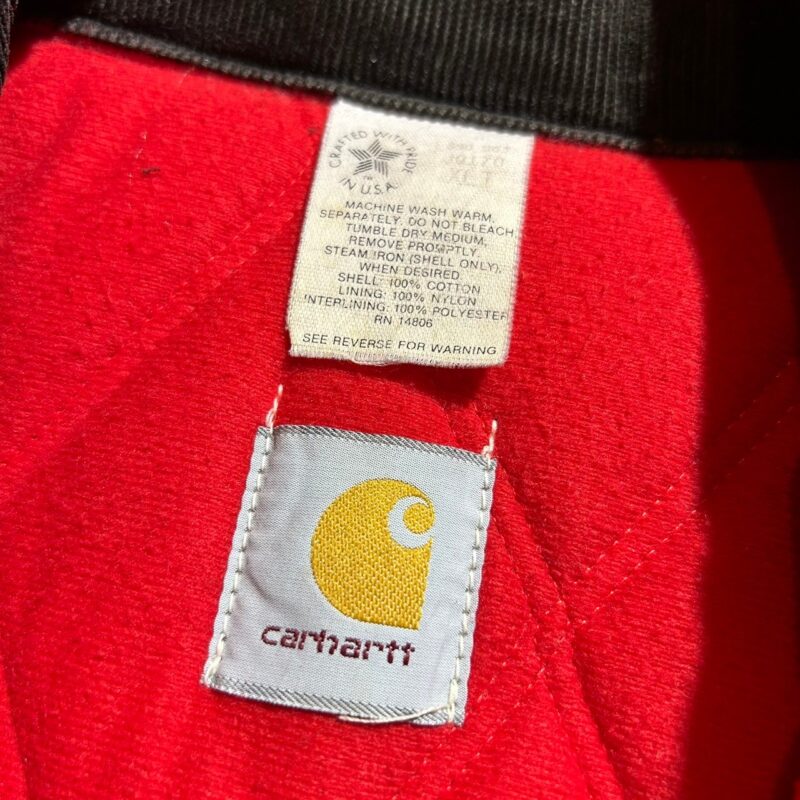 CRAFTED WITH PRIDE
IN U.S.A.
XLT
MACHINE WASH WARM,
SEPARATELY. DO NOT BLEACH.
TUMBLE DRY MEDIUM.
REMOVE PROMPTLY.
STEAM IRON (SHELL ONLY),
WHEN DESIRED.
SHELL: 100% COTTON
LINING: 100% NYLON
INTERLINING: 100% POLYESTER
RN 14806
SEE REVERSE FOR WARNING
carhartt